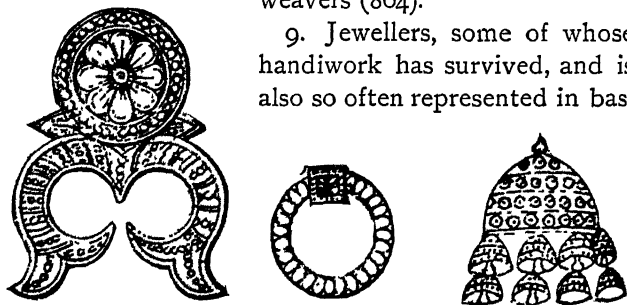 weavers (804).
9. Jewellers, some of whose
handiwork has survived, and is
also so often represented in bas